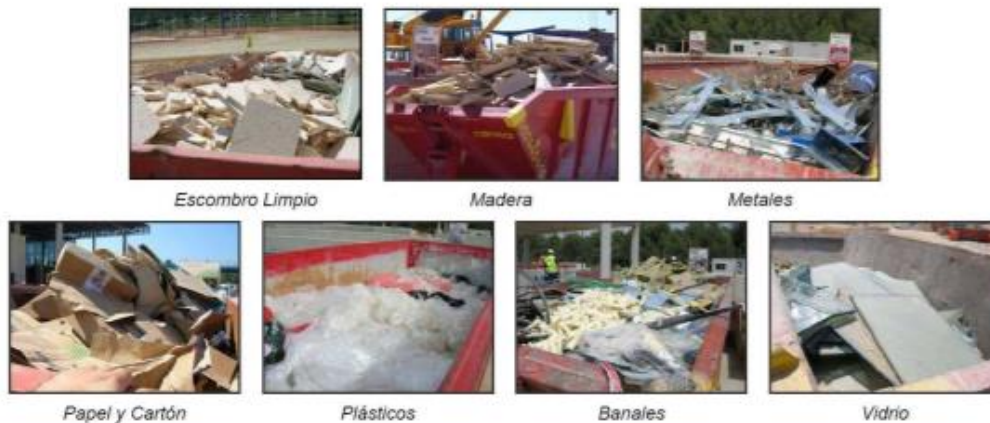 Escombro Limpio
Madera
Metales
Papel y Cartón
Plásticos
Banales
Vidrio